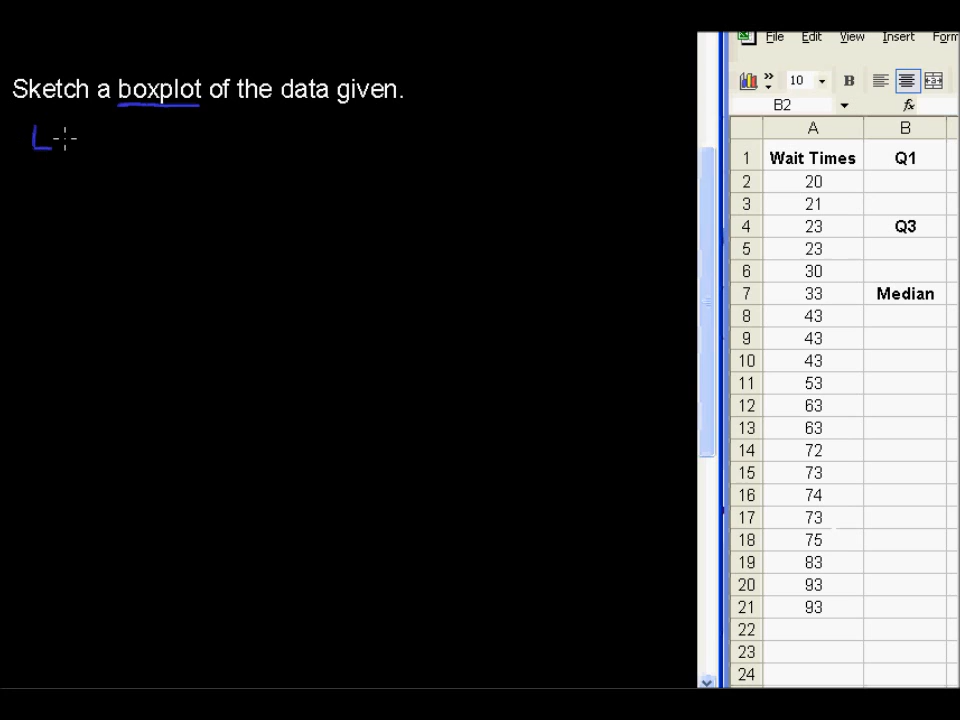 File Edit View Insert Form
10 B
B2 fx
Sketch a boxplot of the data given.
L
A B
1 Wait Times Q1
2 20
3 21
4 23 Q3
5 23
6 30
7 33 Median
8 43
9 43
10 43
11 53
12 63
13 63
14 72
15 73
16 74
17 73
18 75
19 83
20 93
21 93
22
23
24